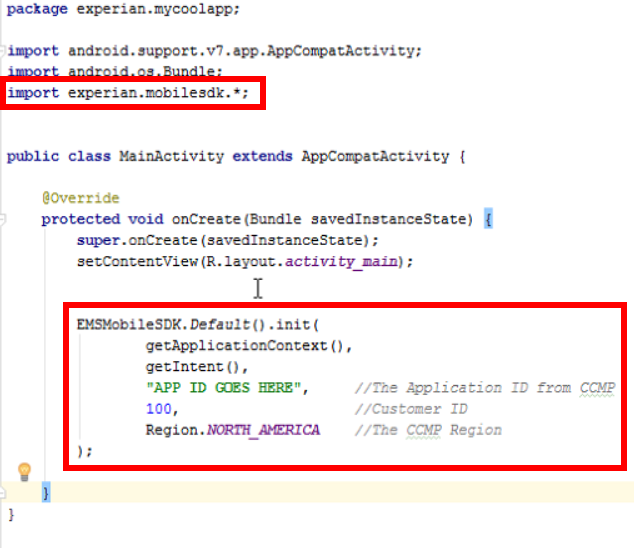 package experian.mycoolapp;
import android.support.v7.app.AppCompatActivity;
import android.os.Bundle;
import experian.mobilesdk.*;
public class MainActivity extends AppCompatActivity {
@Override
protected void onCreate(Bundle savedInstanceState) {
super.onCreate(savedInstanceState);
setContentView(R.layout.activity_main);
EMSMobileSDK.Default().init(
getApplicationContext(),
getIntent(),
"APP ID GOES HERE", //The Application ID from CCMP
100, //Customer ID
Region.NORTH_AMERICA //The CCMP Region
);
}
}